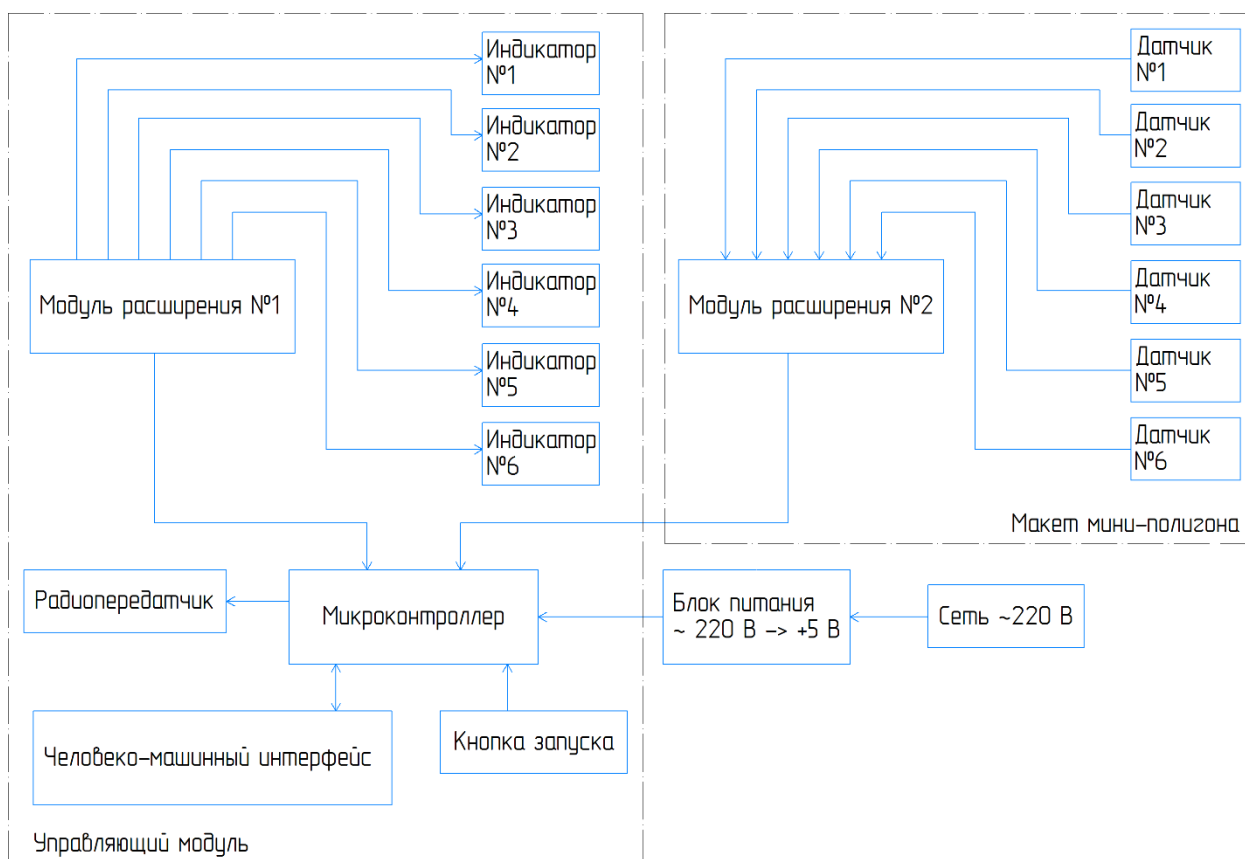 Индикатор
№1
Индикатор
№2
Индикатор
№3
Индикатор
№4
Индикатор
№5
Индикатор
№6
Модуль расширения №1
Датчик
№1
Датчик
№2
Датчик
№3
Датчик
№4
Датчик
№5
Датчик
№6
Модуль расширения №2
Макет мини-полигона
Радиопередатчик
Микроконтроллер
Блок питания
~ 220 В -> +5 В
Сеть ~220 В
Человеко-машинный интерфейс
Кнопка запуска
Управляющий модуль